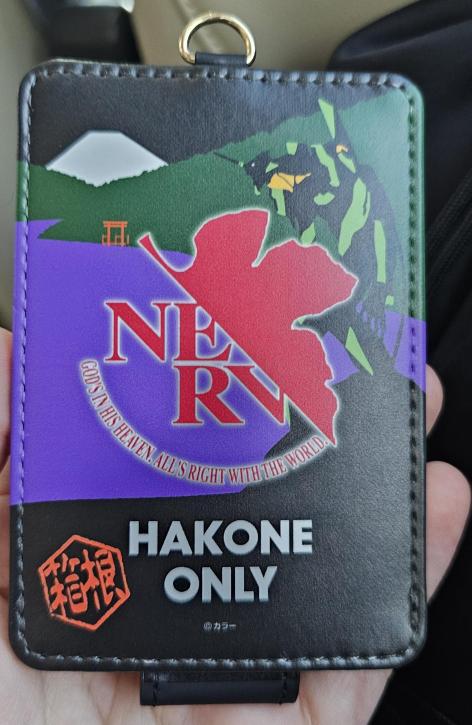 NERV
GOD'S IN HIS HEAVEN. ALL'S RIGHT WITH THE WORLD.
箱根
HAKONE
ONLY
©カラー